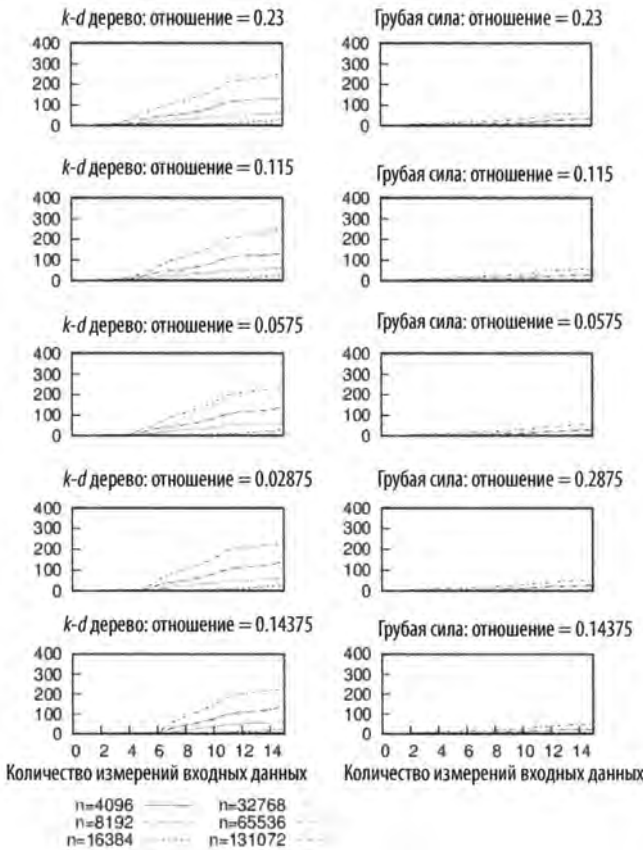 k-d дерево: отношение = 0.23
400
300
200
100
0
Грубая сила: отношение = 0.23
400
300
200
100
0
k-d дерево: отношение = 0.115
400
300
200
100
0
Грубая сила: отношение = 0.115
400
300
200
100
0
k-d дерево: отношение = 0.0575
400
300
200
100
0
Грубая сила: отношение = 0.0575
400
300
200
100
0
k-d дерево: отношение = 0.02875
400
300
200
100
0
Грубая сила: отношение = 0.2875
400
300
200
100
0
k-d дерево: отношение = 0.14375
400
300
200
100
0
0 2 4 6 8 10 12 14
Количество измерений входных данных
Грубая сила: отношение = 0.14375
400
300
200
100
0
0 2 4 6 8 10 12 14
Количество измерений входных данных
n=4096
n=8192
n=16384
n=32768
n=65536
n=131072